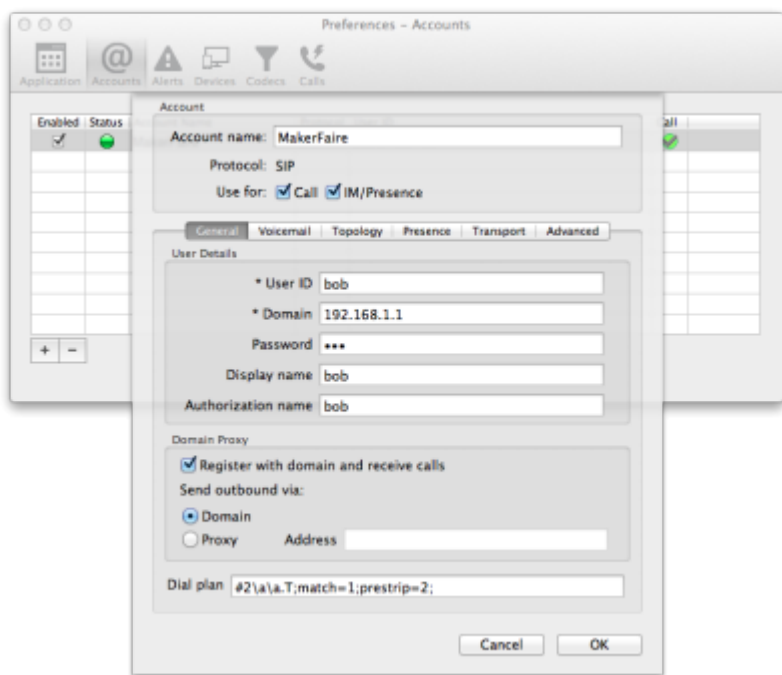 Preferences – Accounts
Application Accounts Alerts Devices Codecs Calls
Enabled Status
Call
Account
Account name: MakerFaire
Protocol: SIP
Use for: Call IM/Presence
General Voicemail Topology Presence Transport Advanced
User Details
* User ID bob
* Domain 192.168.1.1
Password •••
Display name bob
Authorization name bob
Domain Proxy
Register with domain and receive calls
Send outbound via:
Domain
Proxy Address
Dial plan #2\a\a.T;match=1;prestrip=2;
+ −
Cancel OK